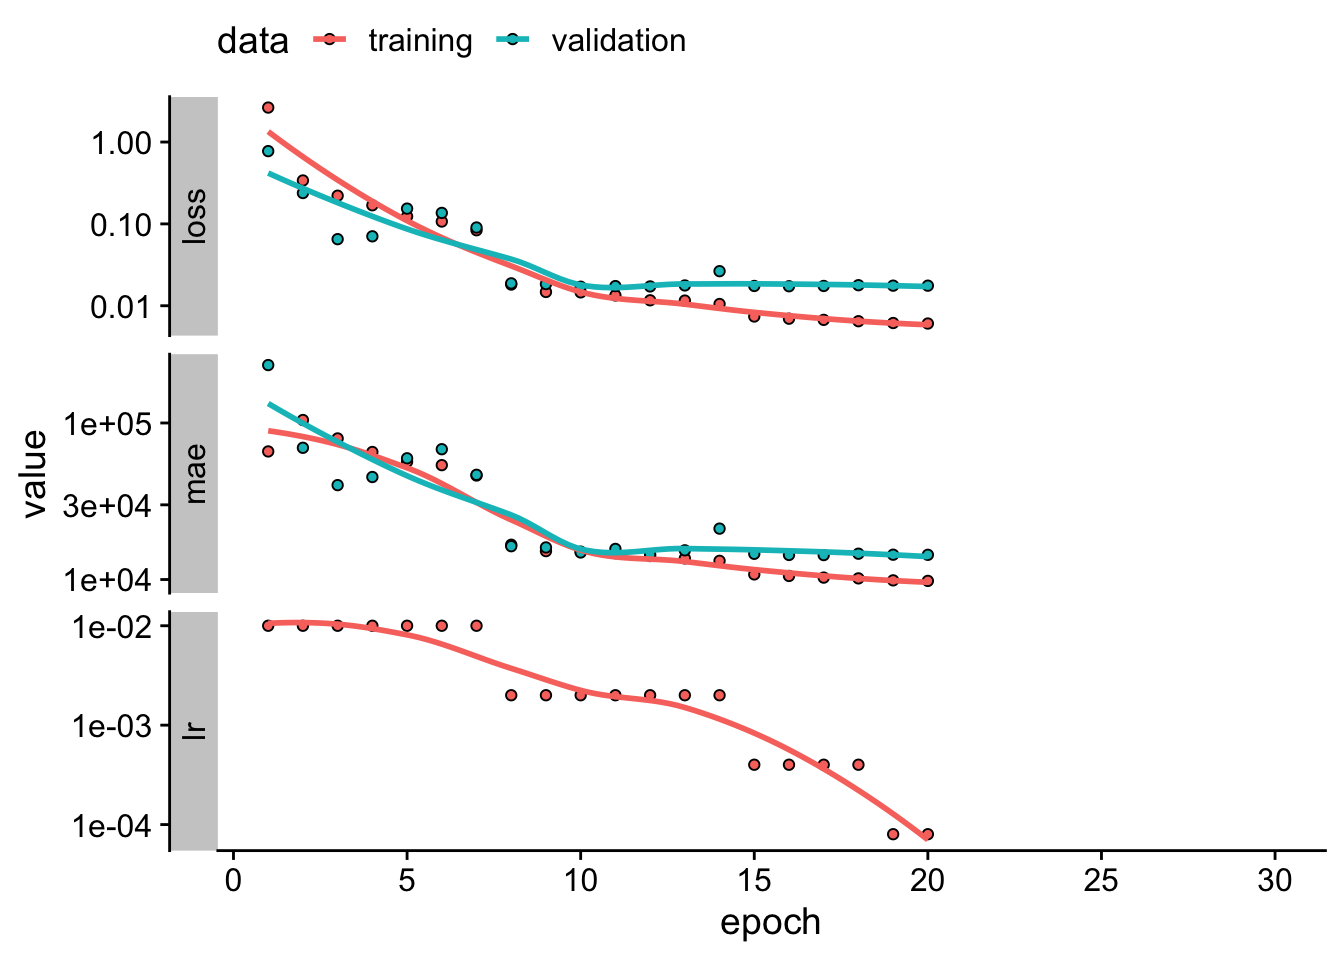 data training validation
loss
1.00
0.10
0.01
mae
1e+05
3e+04
1e+04
lr
1e-02
1e-03
1e-04
value
0 5 10 15 20 25 30
epoch